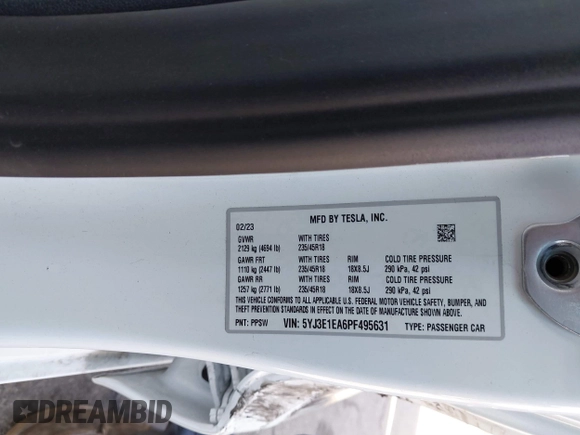 MFD BY TESLA, INC.
02/23
GVWR WITH TIRES
2129 kg (4694 lb) 235/45R18
GAWR FRT WITH TIRES RIM COLD TIRE PRESSURE
1110 kg (2447 lb) 235/45R18 18X8.5J 290 kPa, 42 psi
GAWR RR WITH TIRES RIM COLD TIRE PRESSURE
1257 kg (2771 lb) 235/45R18 18X8.5J 290 kPa, 42 psi
THIS VEHICLE CONFORMS TO ALL APPLICABLE U.S. FEDERAL MOTOR VEHICLE SAFETY, BUMPER, AND
THEFT PREVENTION STANDARDS IN EFFECT ON THE DATE OF MANUFACTURE SHOWN ABOVE.
PNT: PPSW VIN: 5YJ3E1EA6PF495631 TYPE: PASSENGER CAR
DREAMBID